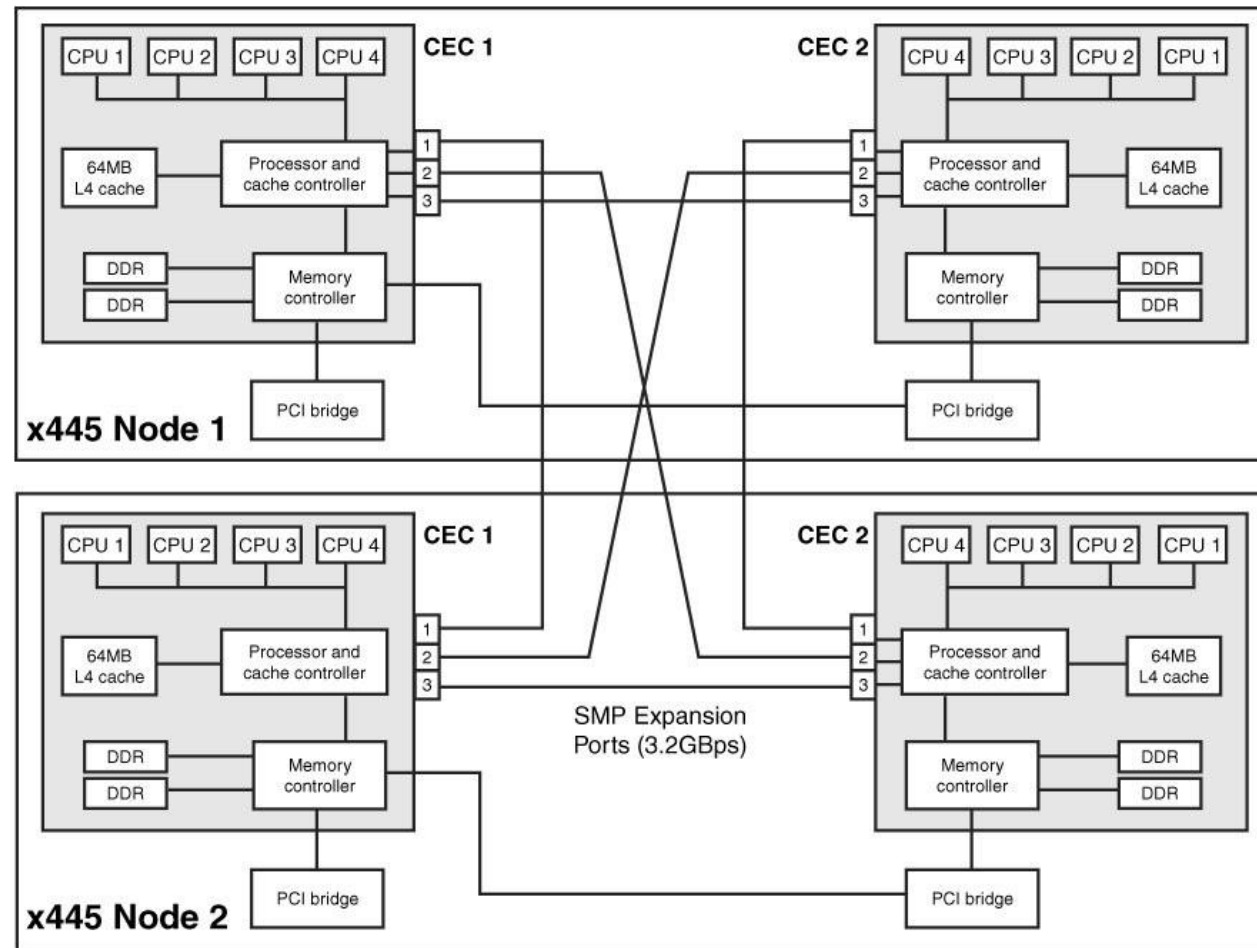 CEC 1
CPU 1
CPU 2
CPU 3
CPU 4
64MB
L4 cache
Processor and
cache controller
1
2
3
DDR
DDR
Memory
controller
PCI bridge
x445 Node 1
CEC 2
CPU 4
CPU 3
CPU 2
CPU 1
1
2
3
Processor and
cache controller
64MB
L4 cache
Memory
controller
DDR
DDR
PCI bridge
CEC 1
CPU 1
CPU 2
CPU 3
CPU 4
64MB
L4 cache
Processor and
cache controller
1
2
3
DDR
DDR
Memory
controller
PCI bridge
x445 Node 2
SMP Expansion
Ports (3.2GBps)
CEC 2
CPU 4
CPU 3
CPU 2
CPU 1
1
2
3
Processor and
cache controller
64MB
L4 cache
Memory
controller
DDR
DDR
PCI bridge